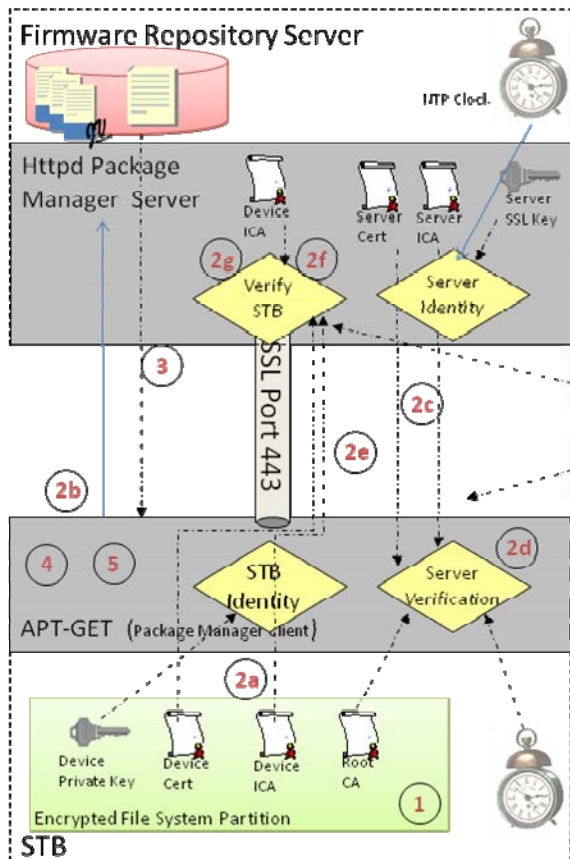 Firmware Repository Server
NTP Clock
Httpd Package
Manager Server
Device
ICA
Server
Cert
Server
ICA
Server
SSL Key
2g
2f
Verify
STB
Server
Identity
3
SSL Port 443
2c
2e
2b
4
5
STB
Identity
2d
Server
Verification
APT-GET (Package Manager Client)
2a
Device
Private Key
Device
Cert
Device
ICA
Root
CA
1
Encrypted File System Partition
STB